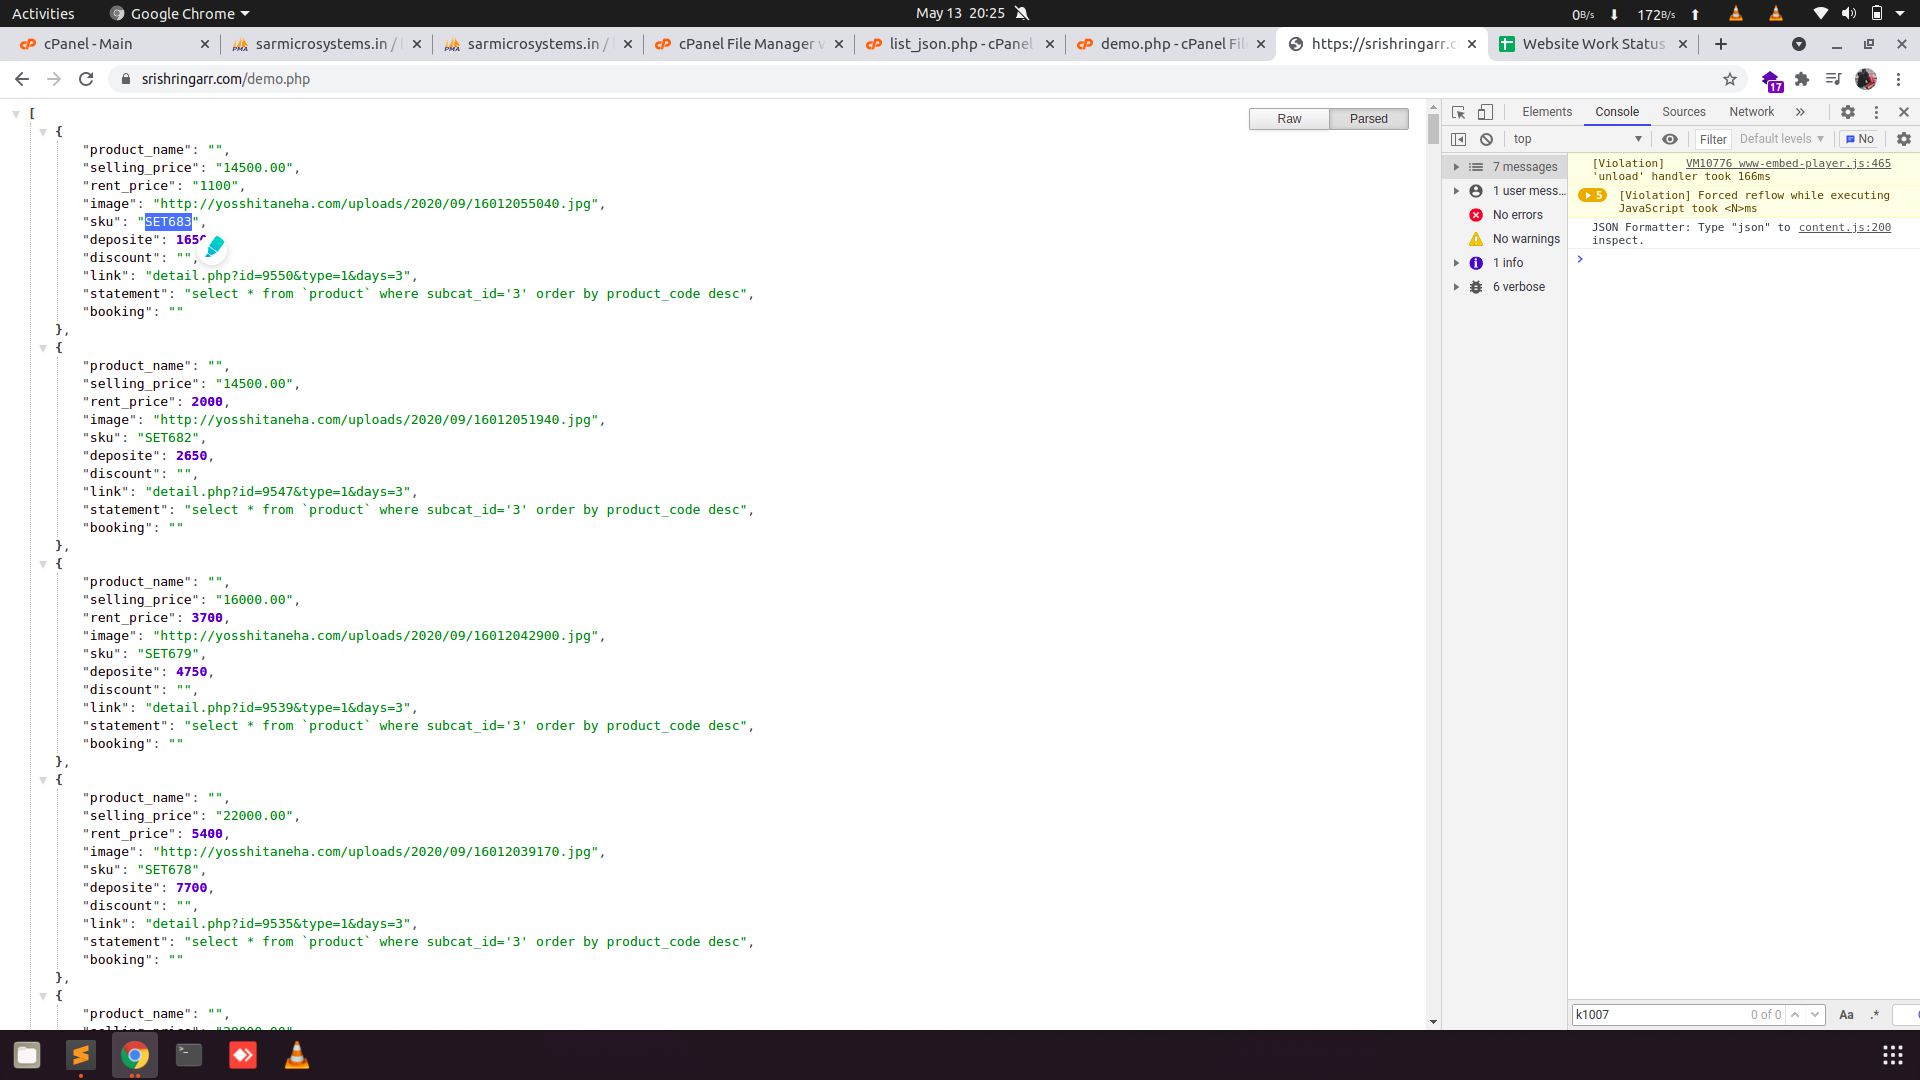 Activities
Google Chrome
May 13 20:25
0B/s
172B/s
cPanel - Main
sarmicrosystems.in /
sarmicrosystems.in /
cPanel File Manager v
list_json.php - cPanel
demo.php - cPanel Fil
https://srishringarr.c
Website Work Status
srishringarr.com/demo.php
17
Raw
Parsed
[
{
"product_name": "",
"selling_price": "14500.00",
"rent_price": "1100",
"image": "http://yosshitaneha.com/uploads/2020/09/16012055040.jpg",
"sku": "SET683",
"deposite": 1650
"discount": "",
"link": "detail.php?id=9550&type=1&days=3",
"statement": "select * from `product` where subcat_id='3' order by product_code desc",
"booking": ""
},
{
"product_name": "",
"selling_price": "14500.00",
"rent_price": 2000,
"image": "http://yosshitaneha.com/uploads/2020/09/16012051940.jpg",
"sku": "SET682",
"deposite": 2650,
"discount": "",
"link": "detail.php?id=9547&type=1&days=3",
"statement": "select * from `product` where subcat_id='3' order by product_code desc",
"booking": ""
},
{
"product_name": "",
"selling_price": "16000.00",
"rent_price": 3700,
"image": "http://yosshitaneha.com/uploads/2020/09/16012042900.jpg",
"sku": "SET679",
"deposite": 4750,
"discount": "",
"link": "detail.php?id=9539&type=1&days=3",
"statement": "select * from `product` where subcat_id='3' order by product_code desc",
"booking": ""
},
{
"product_name": "",
"selling_price": "22000.00",
"rent_price": 5400,
"image": "http://yosshitaneha.com/uploads/2020/09/16012039170.jpg",
"sku": "SET678",
"deposite": 7700,
"discount": "",
"link": "detail.php?id=9535&type=1&days=3",
"statement": "select * from `product` where subcat_id='3' order by product_code desc",
"booking": ""
},
{
"product_name": "",
Elements
Console
Sources
Network
top
Filter
Default levels
No
7 messages
1 user mess...
No errors
No warnings
1 info
6 verbose
[Violation] VM10776 www-embed-player.js:465
'unload' handler took 166ms
5 [Violation] Forced reflow while executing
JavaScript took <N>ms
JSON Formatter: Type "json" to content.js:200
inspect.
k1007
0 of 0
Aa
.*